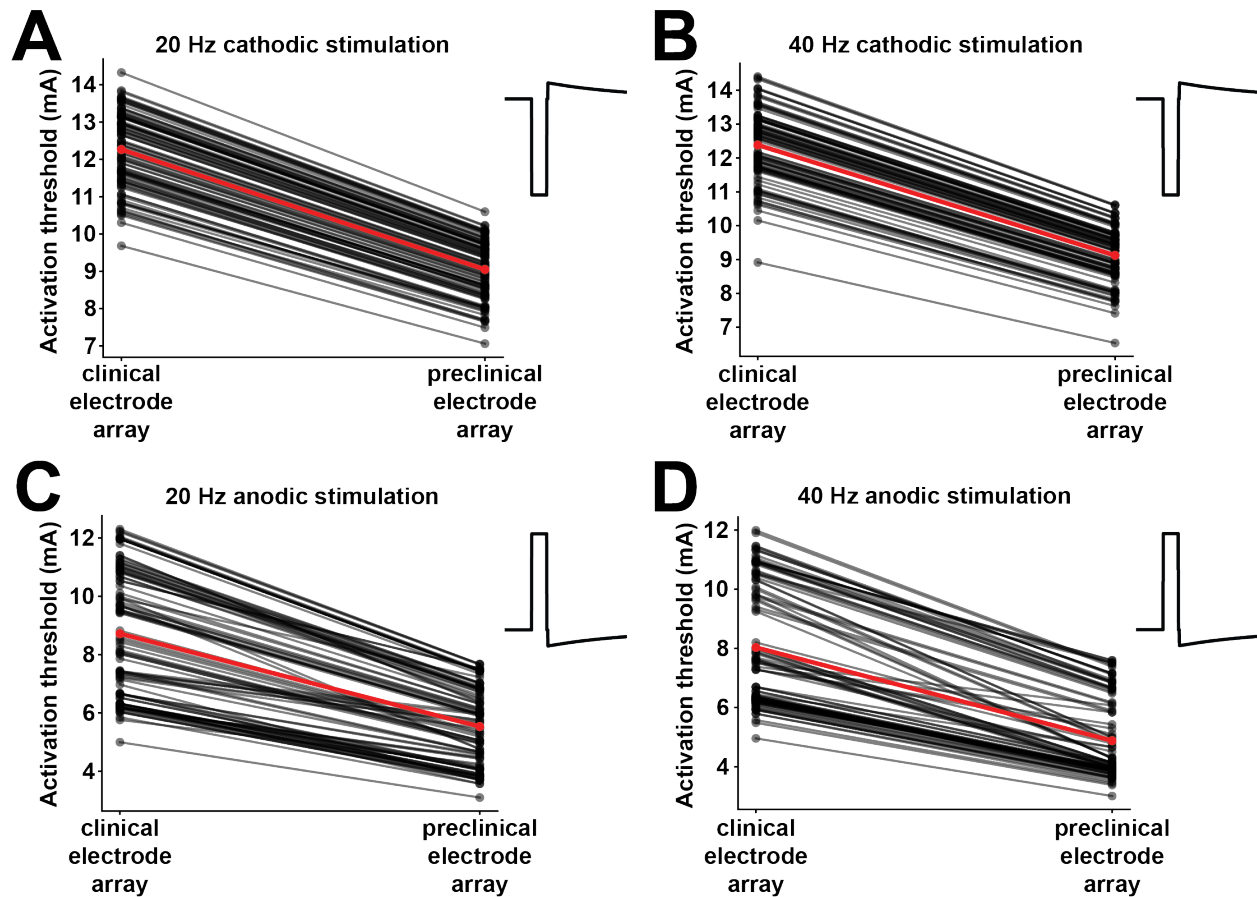 A
20 Hz cathodic stimulation
Activation threshold (mA)
14
13
12
11
10
9
8
7
clinical
electrode
array
preclinical
electrode
array
B
40 Hz cathodic stimulation
Activation threshold (mA)
14
13
12
11
10
9
8
7
clinical
electrode
array
preclinical
electrode
array
C
20 Hz anodic stimulation
Activation threshold (mA)
12
10
8
6
4
clinical
electrode
array
preclinical
electrode
array
D
40 Hz anodic stimulation
Activation threshold (mA)
12
10
8
6
4
clinical
electrode
array
preclinical
electrode
array